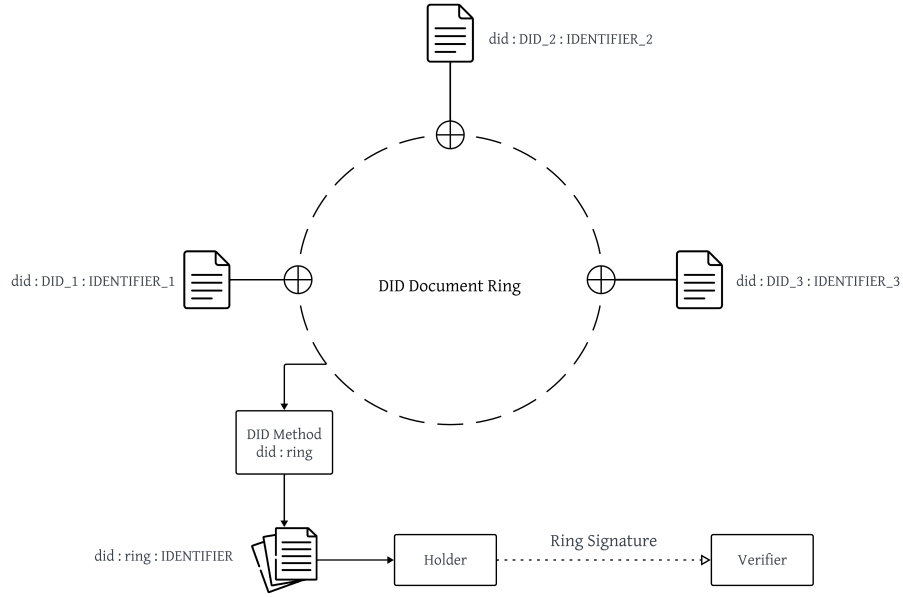 did : DID_2 : IDENTIFIER_2
did : DID_1 : IDENTIFIER_1
DID Document Ring
did : DID_3 : IDENTIFIER_3
DID Method
did : ring
did : ring : IDENTIFIER
Holder
Ring Signature
Verifier